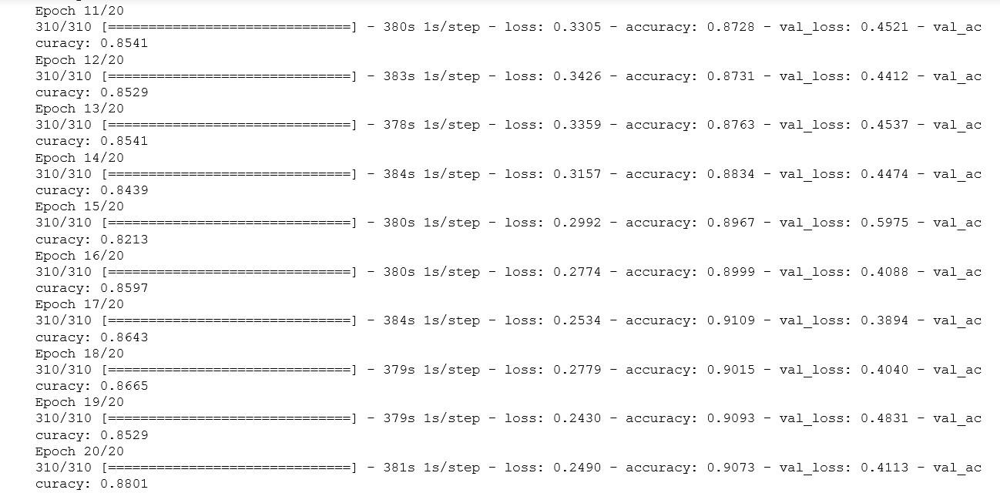 Epoch 11/20
310/310 [==============================] - 380s 1s/step - loss: 0.3305 - accuracy: 0.8728 - val_loss: 0.4521 - val_ac
curacy: 0.8541
Epoch 12/20
310/310 [==============================] - 383s 1s/step - loss: 0.3426 - accuracy: 0.8731 - val_loss: 0.4412 - val_ac
curacy: 0.8529
Epoch 13/20
310/310 [==============================] - 378s 1s/step - loss: 0.3359 - accuracy: 0.8763 - val_loss: 0.4537 - val_ac
curacy: 0.8541
Epoch 14/20
310/310 [==============================] - 384s 1s/step - loss: 0.3157 - accuracy: 0.8834 - val_loss: 0.4474 - val_ac
curacy: 0.8439
Epoch 15/20
310/310 [==============================] - 380s 1s/step - loss: 0.2992 - accuracy: 0.8967 - val_loss: 0.5975 - val_ac
curacy: 0.8213
Epoch 16/20
310/310 [==============================] - 380s 1s/step - loss: 0.2774 - accuracy: 0.8999 - val_loss: 0.4088 - val_ac
curacy: 0.8597
Epoch 17/20
310/310 [==============================] - 384s 1s/step - loss: 0.2534 - accuracy: 0.9109 - val_loss: 0.3894 - val_ac
curacy: 0.8643
Epoch 18/20
310/310 [==============================] - 379s 1s/step - loss: 0.2779 - accuracy: 0.9015 - val_loss: 0.4040 - val_ac
curacy: 0.8665
Epoch 19/20
310/310 [==============================] - 379s 1s/step - loss: 0.2430 - accuracy: 0.9093 - val_loss: 0.4831 - val_ac
curacy: 0.8529
Epoch 20/20
310/310 [==============================] - 381s 1s/step - loss: 0.2490 - accuracy: 0.9073 - val_loss: 0.4113 - val_ac
curacy: 0.8801